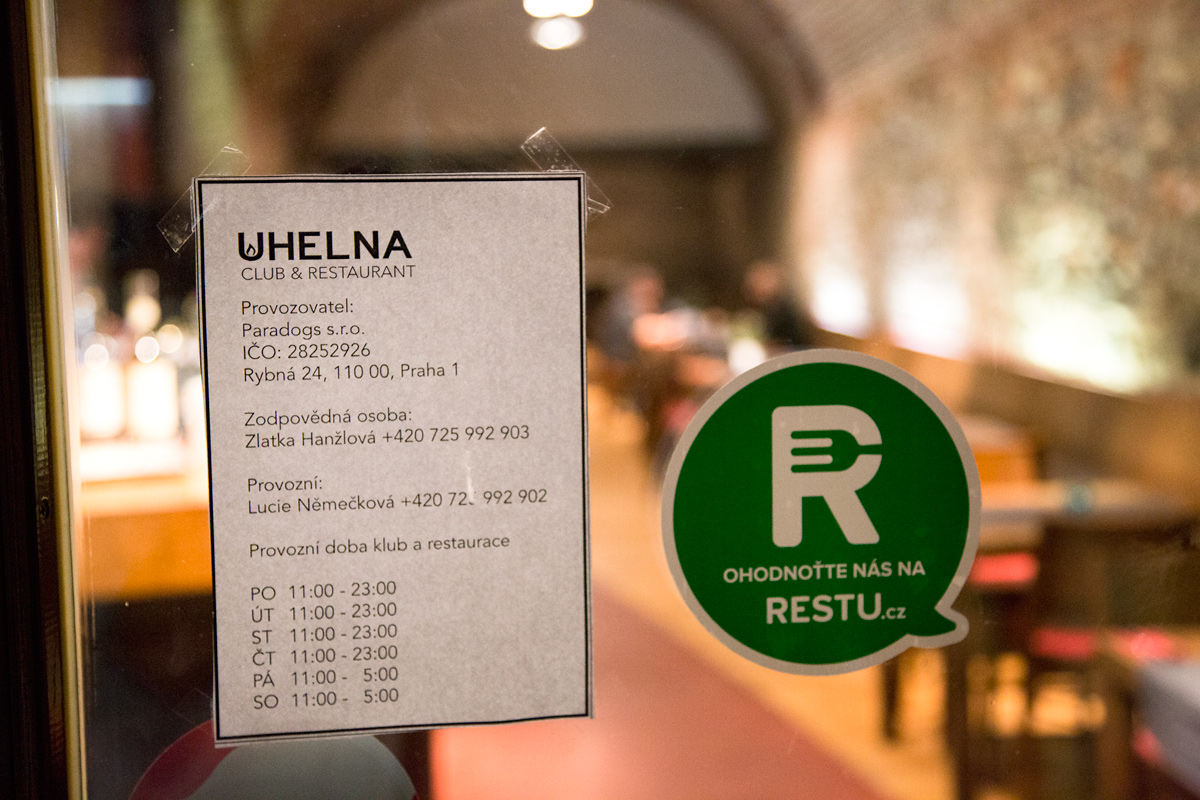 UHELNA
CLUB & RESTAURANT
Provozovatel:
Paradogs s.r.o.
IČO: 28252926
Rybná 24, 110 00, Praha 1
Zodpovědná osoba:
Zlatka Hanžlová +420 725 992 903
Provozní:
Lucie Němečková +420 725 992 902
Provozní doba klub a restaurace
PO 11:00 - 23:00
ÚT 11:00 - 23:00
ST 11:00 - 23:00
ČT 11:00 - 23:00
PÁ 11:00 - 5:00
SO 11:00 - 5:00
R
OHODNOŤTE NÁS NA
RESTU.cz